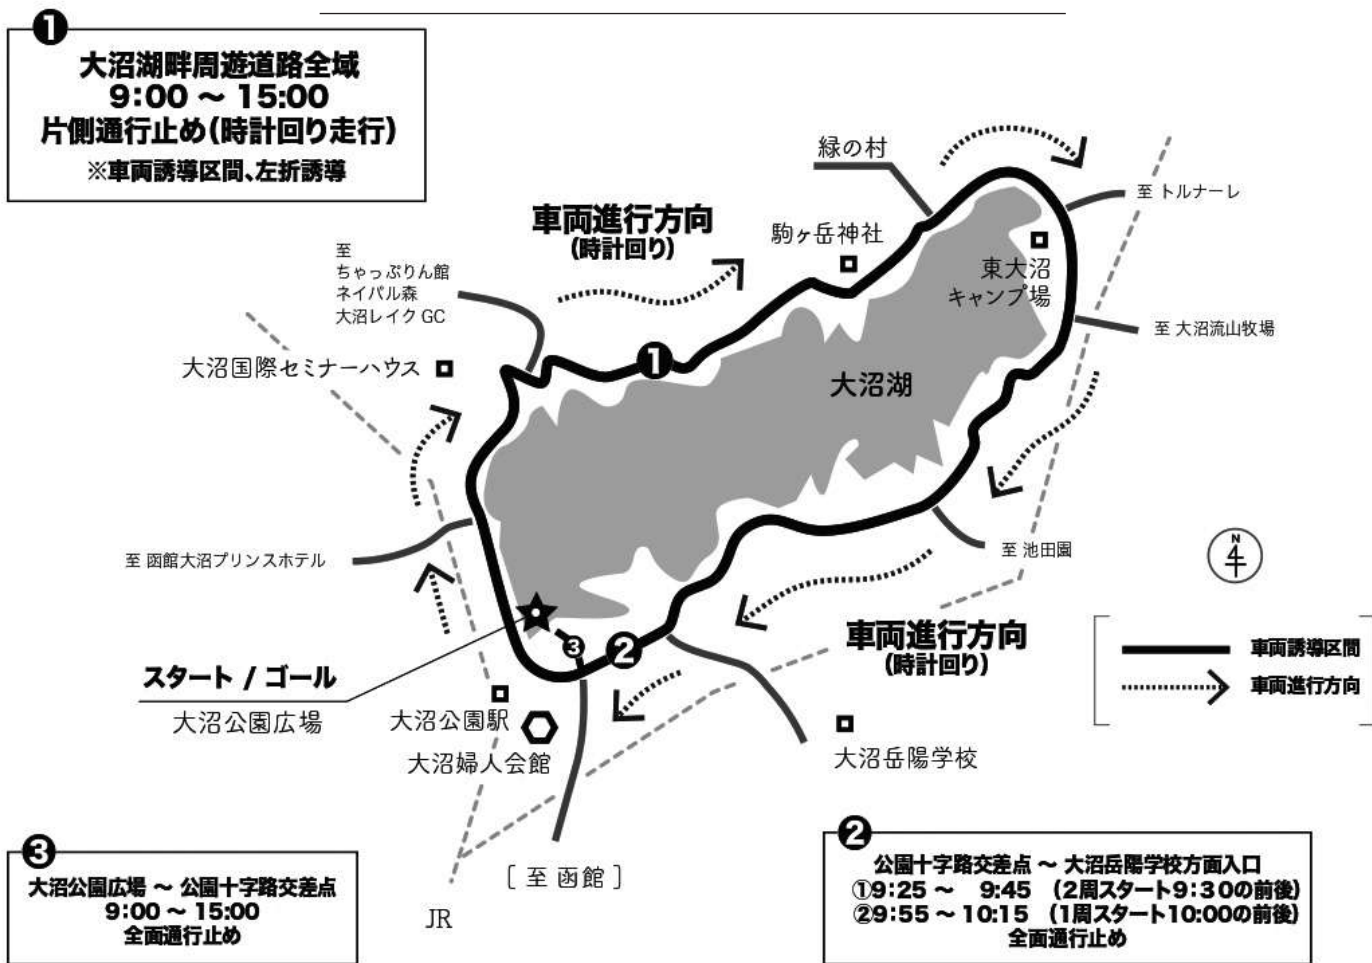 ❶
大沼湖畔周遊道路全域
9:00 ～ 15:00
片側通行止め(時計回り走行)
※車両誘導区間、左折誘導
緑の村
至 トルナーレ
車両進行方向
(時計回り)
駒ヶ岳神社
東大沼
キャンプ場
至
ちゃっぷりん館
ネイパル森
大沼レイク GC
至 大沼流山牧場
大沼国際セミナーハウス
❶
大沼湖
至 函館大沼プリンスホテル
至 池田園
N
4
車両進行方向
(時計回り)
車両誘導区間
車両進行方向
❸
❷
スタート / ゴール
大沼公園広場
大沼公園駅
大沼婦人会館
大沼岳陽学校
[ 至 函館 ]
JR
❸
大沼公園広場 ～ 公園十字路交差点
9:00 ～ 15:00
全面通行止め
❷
公園十字路交差点 ～ 大沼岳陽学校方面入口
①9:25 ～ 9:45 (2周スタート9:30の前後)
②9:55 ～ 10:15 (1周スタート10:00の前後)
全面通行止め